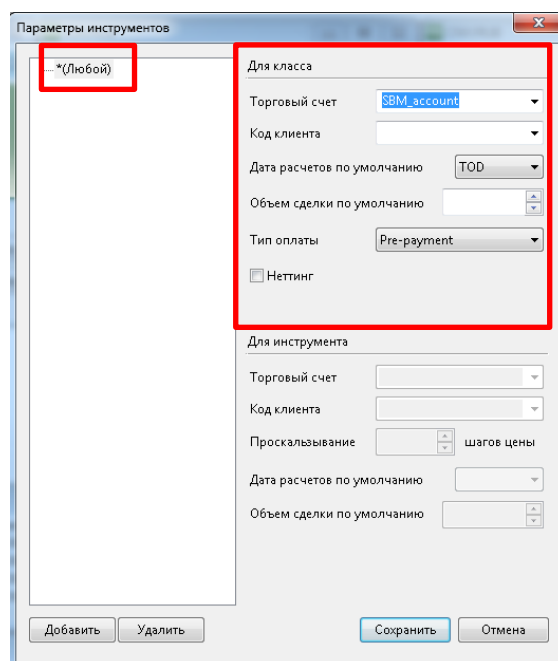 Параметры инструментов
*(Любой)
Для класса
Торговый счет SBM_account
Код клиента
Дата расчетов по умолчанию TOD
Объем сделки по умолчанию
Тип оплаты Pre-payment
Неттинг
Для инструмента
Торговый счет
Код клиента
Проскальзывание шагов цены
Дата расчетов по умолчанию
Объем сделки по умолчанию
Добавить Удалить Сохранить Отмена